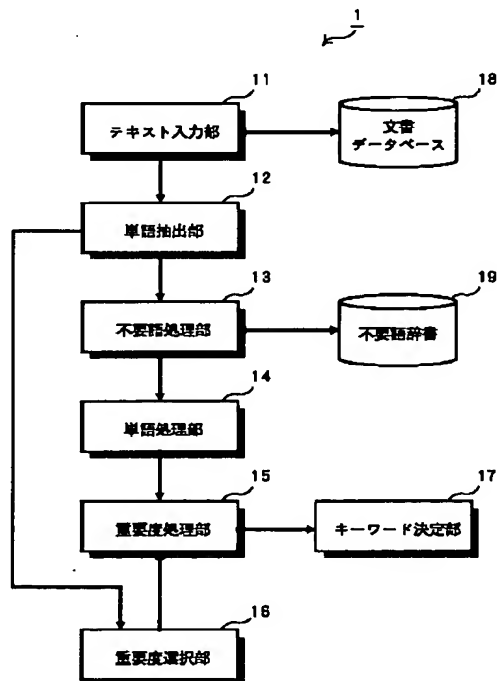 1
11
テキスト入力部
18
文書
データベース
12
単語抽出部
13
不要語処理部
19
不要語辞書
14
単語処理部
15
重要度処理部
17
キーワード決定部
16
重要度選択部